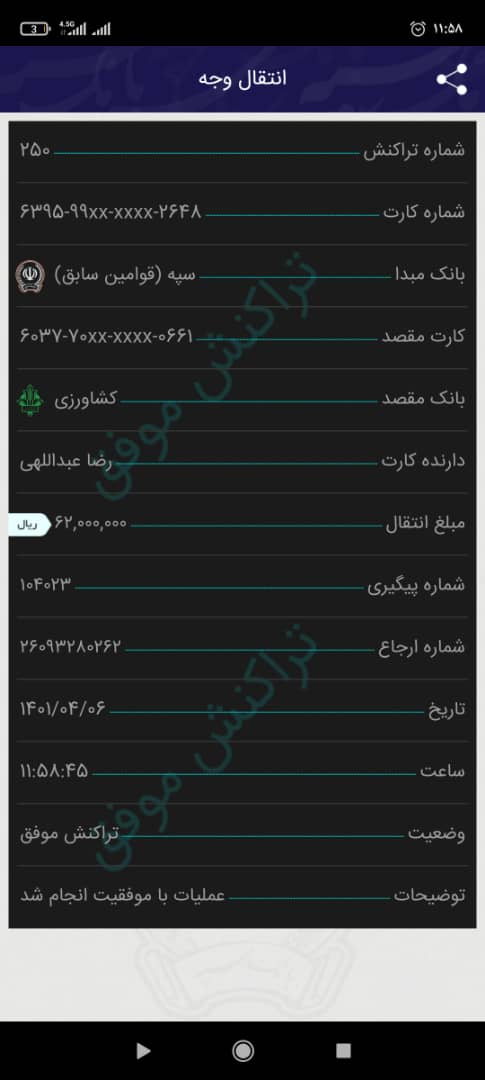 3 4.5G ۱۱:۵۸
انتقال وجه
شماره تراکنش ۲۵۰
شماره کارت ۶۳۹۵-۹۹xx-xxxx-۲۶۴۸
بانک مبدا سپه (قوامین سابق)
کارت مقصد ۶۰۳۷-۷۰xx-xxxx-۰۶۶۱
بانک مقصد کشاورزی
دارنده کارت رضا عبداللهی
مبلغ انتقال ۶۲,۰۰۰,۰۰۰ ریال
شماره پیگیری ۱۰۴۰۲۳
شماره ارجاع ۲۶۰۹۳۲۸۰۲۶۲
تاریخ ۱۴۰۱/۰۴/۰۶
ساعت ۱۱:۵۸:۴۵
وضعیت تراکنش موفق
توضیحات عملیات با موفقیت انجام شد
تراکنش موفق
تراکنش موفق